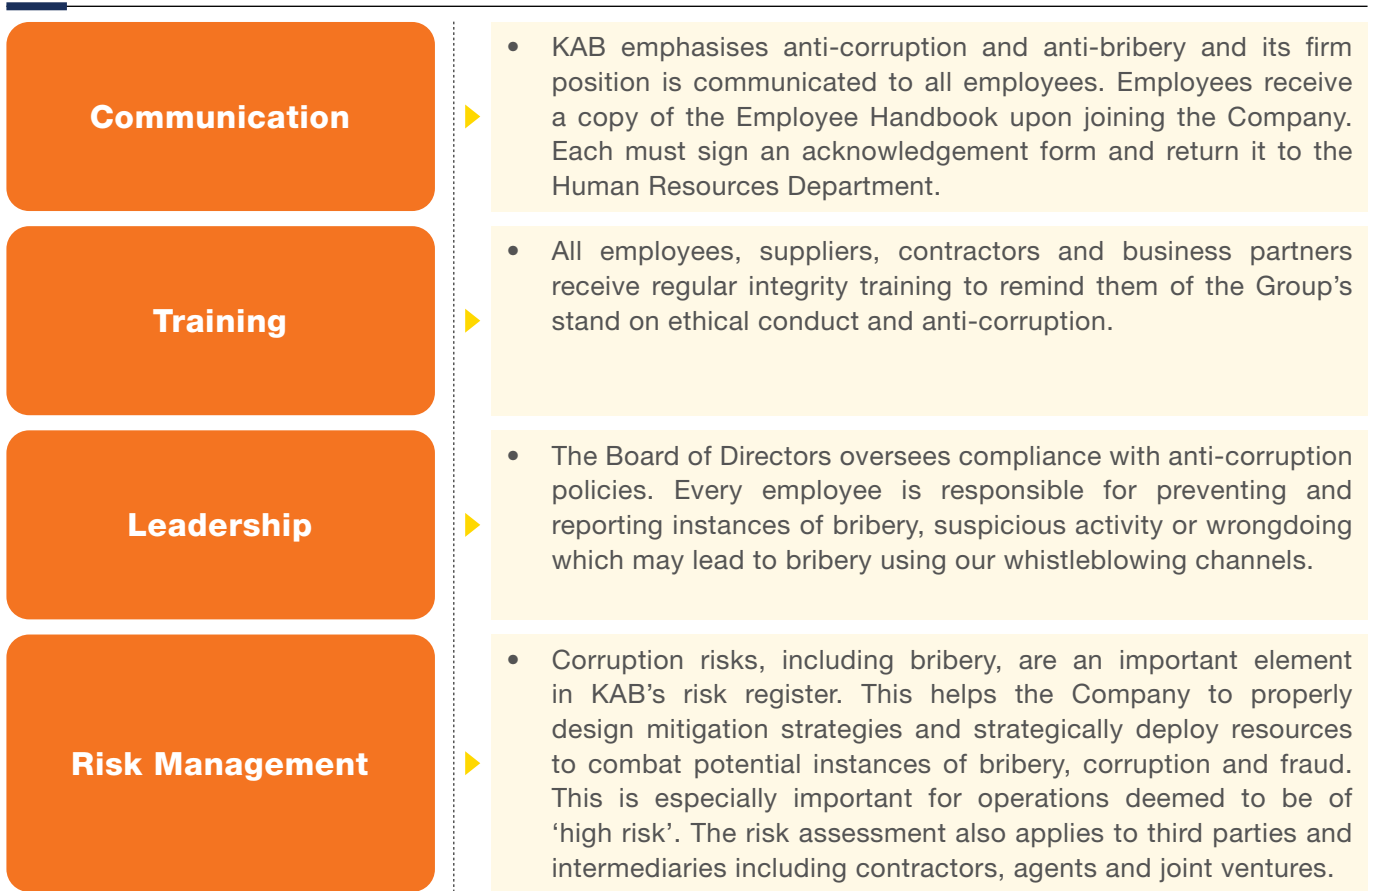 Communication
• KAB emphasises anti-corruption and anti-bribery and its firm
position is communicated to all employees. Employees receive
a copy of the Employee Handbook upon joining the Company.
Each must sign an acknowledgement form and return it to the
Human Resources Department.
Training
• All employees, suppliers, contractors and business partners
receive regular integrity training to remind them of the Group’s
stand on ethical conduct and anti-corruption.
Leadership
• The Board of Directors oversees compliance with anti-corruption
policies. Every employee is responsible for preventing and
reporting instances of bribery, suspicious activity or wrongdoing
which may lead to bribery using our whistleblowing channels.
Risk Management
• Corruption risks, including bribery, are an important element
in KAB’s risk register. This helps the Company to properly
design mitigation strategies and strategically deploy resources
to combat potential instances of bribery, corruption and fraud.
This is especially important for operations deemed to be of
‘high risk’. The risk assessment also applies to third parties and
intermediaries including contractors, agents and joint ventures.